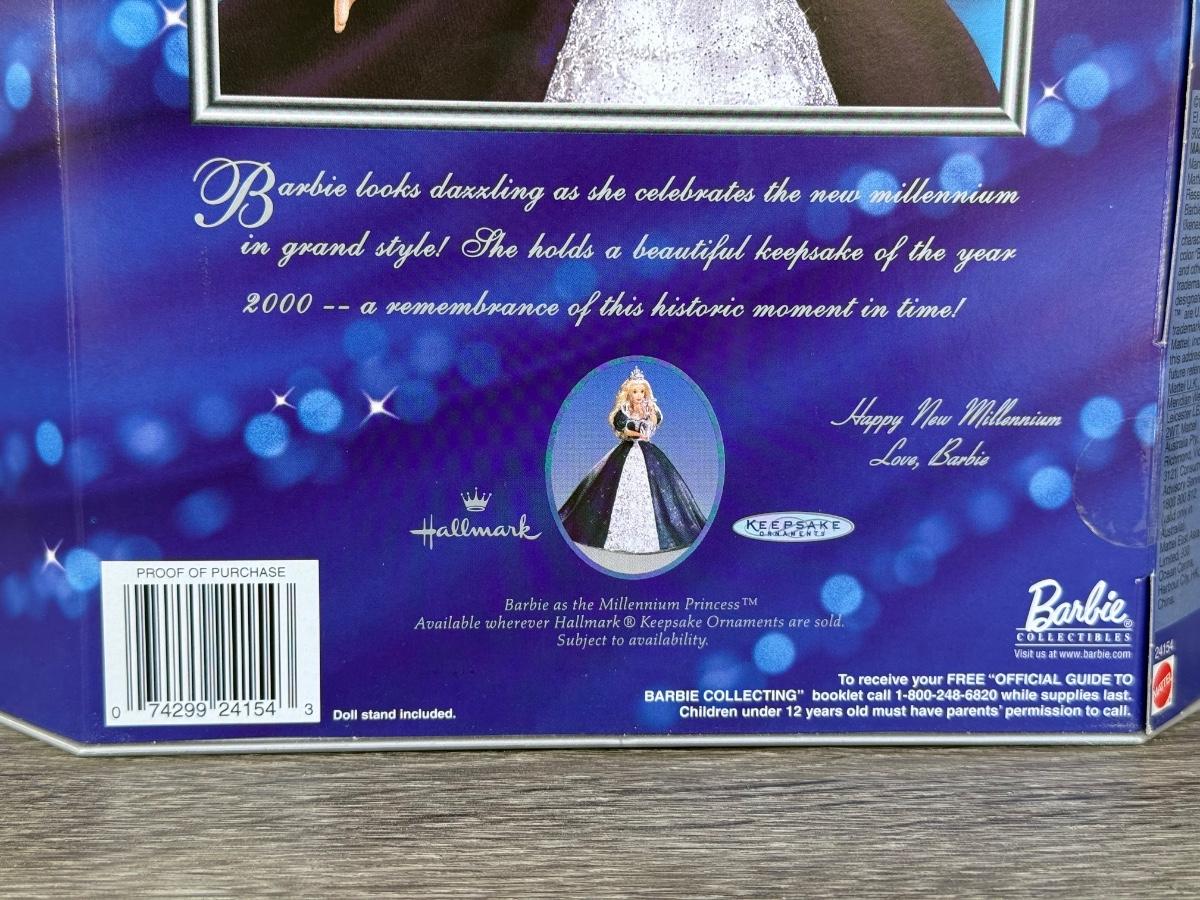 Barbie looks dazzling as she celebrates the new millennium
in grand style! She holds a beautiful keepsake of the year
2000 -- a remembrance of this historic moment in time!
Happy New Millennium
Love, Barbie
Hallmark
KEEPSAKE
ORNAMENTS
Barbie as the Millennium Princess™
Available wherever Hallmark® Keepsake Ornaments are sold.
Subject to availability.
PROOF OF PURCHASE
0 74299 24154 3
Doll stand included.
Barbie®
COLLECTIBLES
Visit us at www.barbie.com
To receive your FREE "OFFICIAL GUIDE TO
BARBIE COLLECTING" booklet call 1-800-248-6820 while supplies last.
Children under 12 years old must have parents' permission to call.
24154
MATTEL